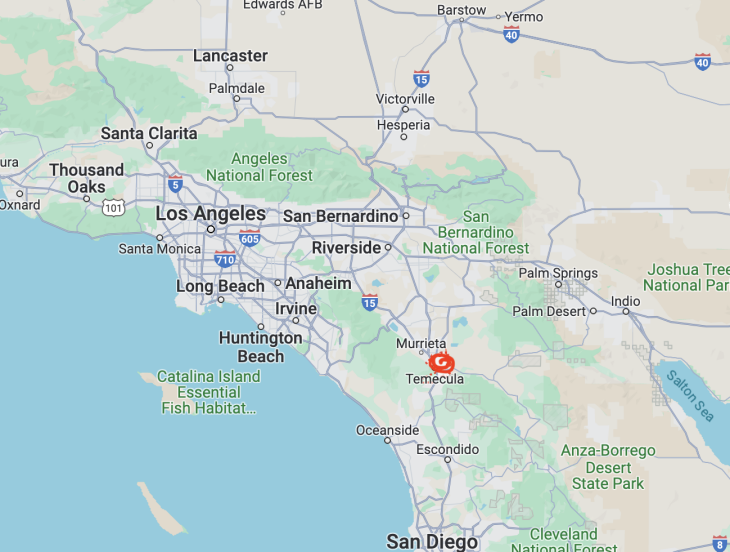 Edwards AFB
Barstow
Yermo
40
40
Lancaster
15
Palmdale
Victorville
Hesperia
Santa Clarita
Angeles
National Forest
ura
Thousand
Oaks
5
Oxnard
101
Los Angeles
San Bernardino
San
Bernardino
National Forest
605
Santa Monica
Riverside
710
Palm Springs
Joshua Tree
National Par
Long Beach
Anaheim
15
Indio
Irvine
Palm Desert
Huntington
Beach
Murrieta
Temecula
Catalina Island
Essential
Fish Habitat...
Salton Sea
Oceanside
Escondido
Anza-Borrego
Desert
State Park
San Diego
Cleveland
National Forest
8